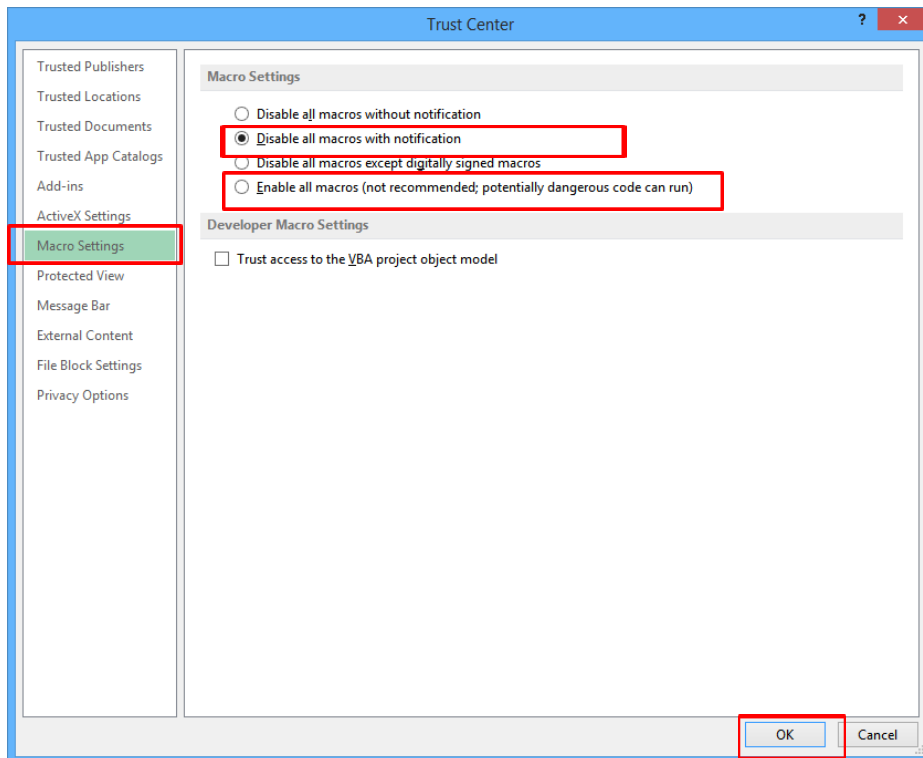 Trust Center
?
Trusted Publishers
Trusted Locations
Trusted Documents
Trusted App Catalogs
Add-ins
ActiveX Settings
Macro Settings
Protected View
Message Bar
External Content
File Block Settings
Privacy Options
Macro Settings
Disable all macros without notification
Disable all macros with notification
Disable all macros except digitally signed macros
Enable all macros (not recommended; potentially dangerous code can run)
Developer Macro Settings
Trust access to the VBA project object model
OK
Cancel